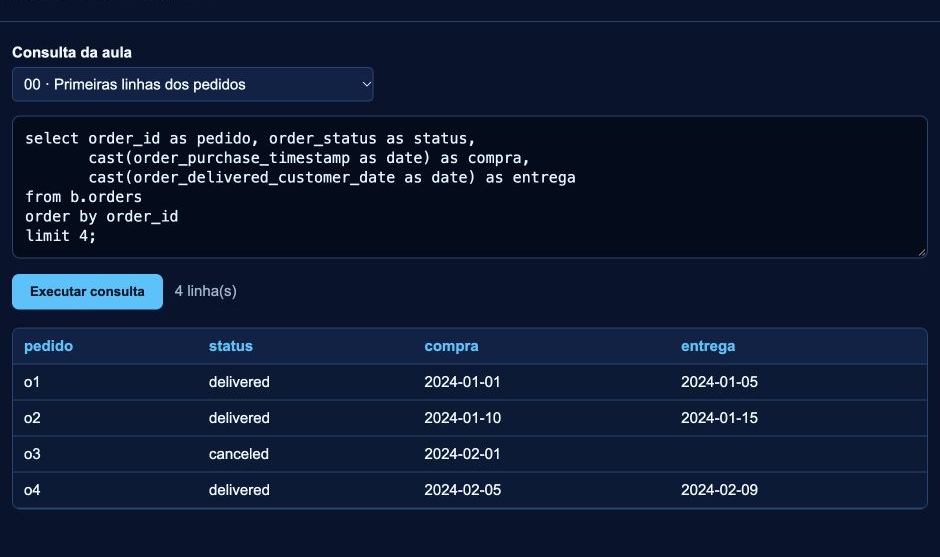 Consulta da aula
00 · Primeiras linhas dos pedidos
select order_id as pedido, order_status as status,
       cast(order_purchase_timestamp as date) as compra,
       cast(order_delivered_customer_date as date) as entrega
from b.orders
order by order_id
limit 4;
Executar consulta 4 linha(s)
pedido status compra entrega
o1 delivered 2024-01-01 2024-01-05
o2 delivered 2024-01-10 2024-01-15
o3 canceled 2024-02-01
o4 delivered 2024-02-05 2024-02-09